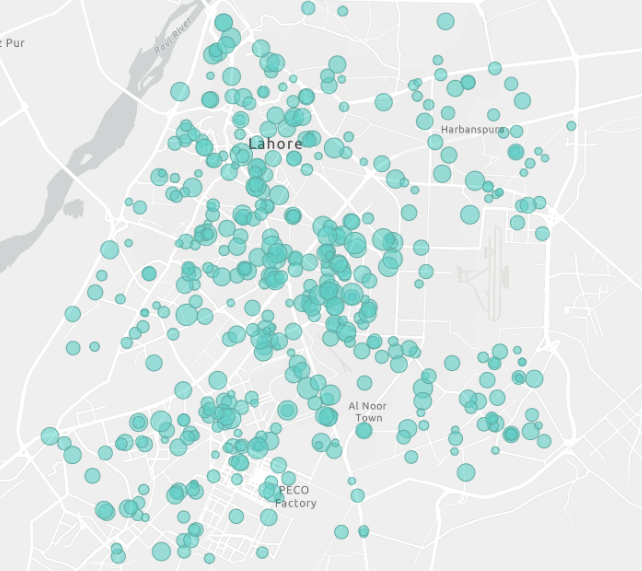 Ravi River
t Pur
Harbanspura
Lahore
Al Noor
Town
PECO
Factory